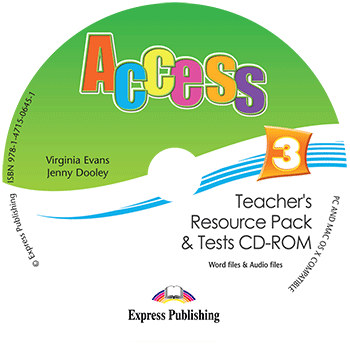 Access
3
Virginia Evans
Jenny Dooley
Teacher's
Resource Pack
& Tests CD-ROM
Word files & Audio files
Express Publishing
ISBN 978-1-4715-0645-1
© Express Publishing
PC AND MAC OS X COMPATIBLE